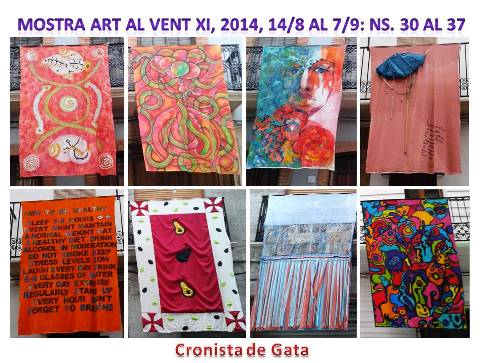 MOSTRA ART AL VENT XI, 2014, 14/8 AL 7/9: NS. 30 AL 37
HOW TO BE HEALTHY
SLEEP 7-8 HOURS
EVERY NIGHT MAINTAIN
A NORMAL WEIGHT EAT
A HEALTHY DIET DRINK
ALCOHOL IN MODERATION
DO NOT SMOKE KEEP
STRESS LEVELS LOW
LAUGH EVERY DAY DRINK
6-8 GLASSES OF WATER
EVERY DAY EXERCISE
REGULARLY STAND UP
EVERY HOUR DON'T
FORGET TO BREATHE
Cronista de Gata